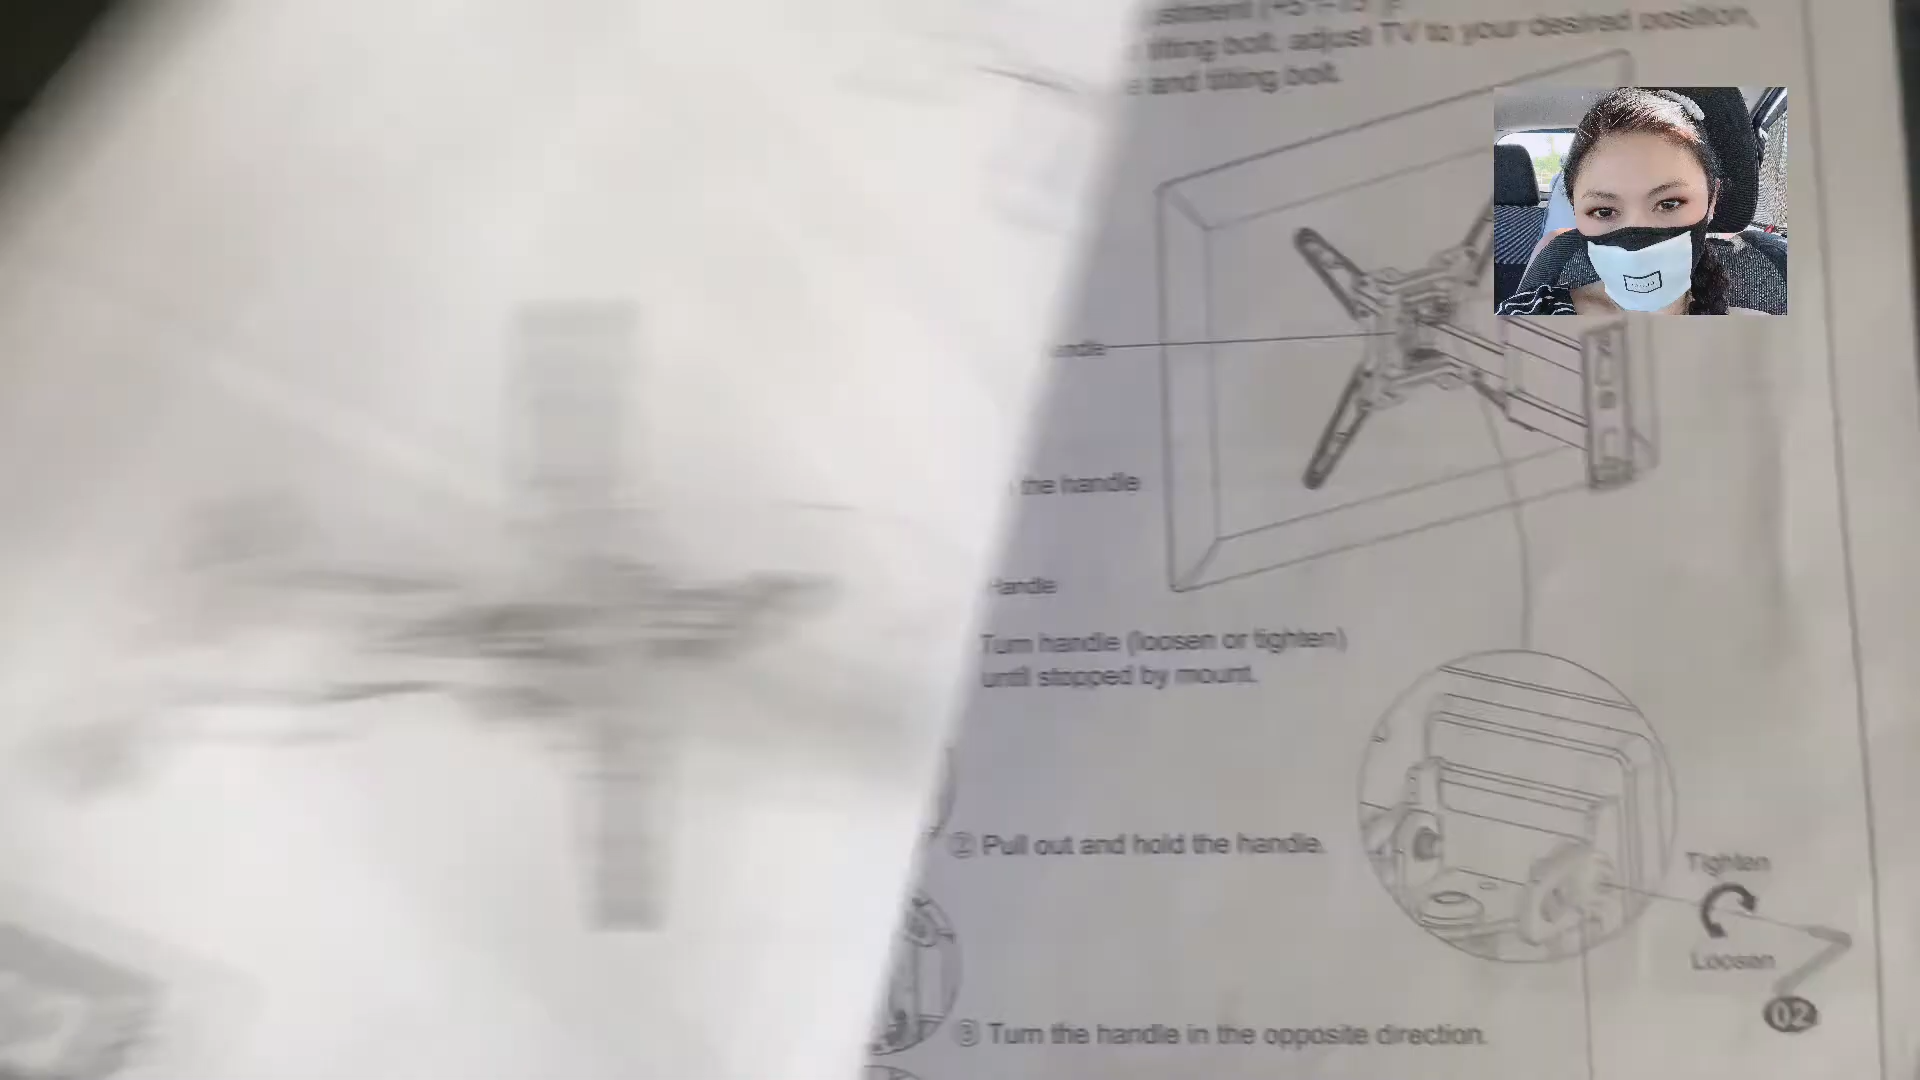 tilting bolt, adjust TV to your desired position,
and tilting bolt.
the handle
Turn handle (loosen or tighten)
until stopped by mount.
② Pull out and hold the handle.
Tighten
Loosen
③ Turn the handle in the opposite direction.
02